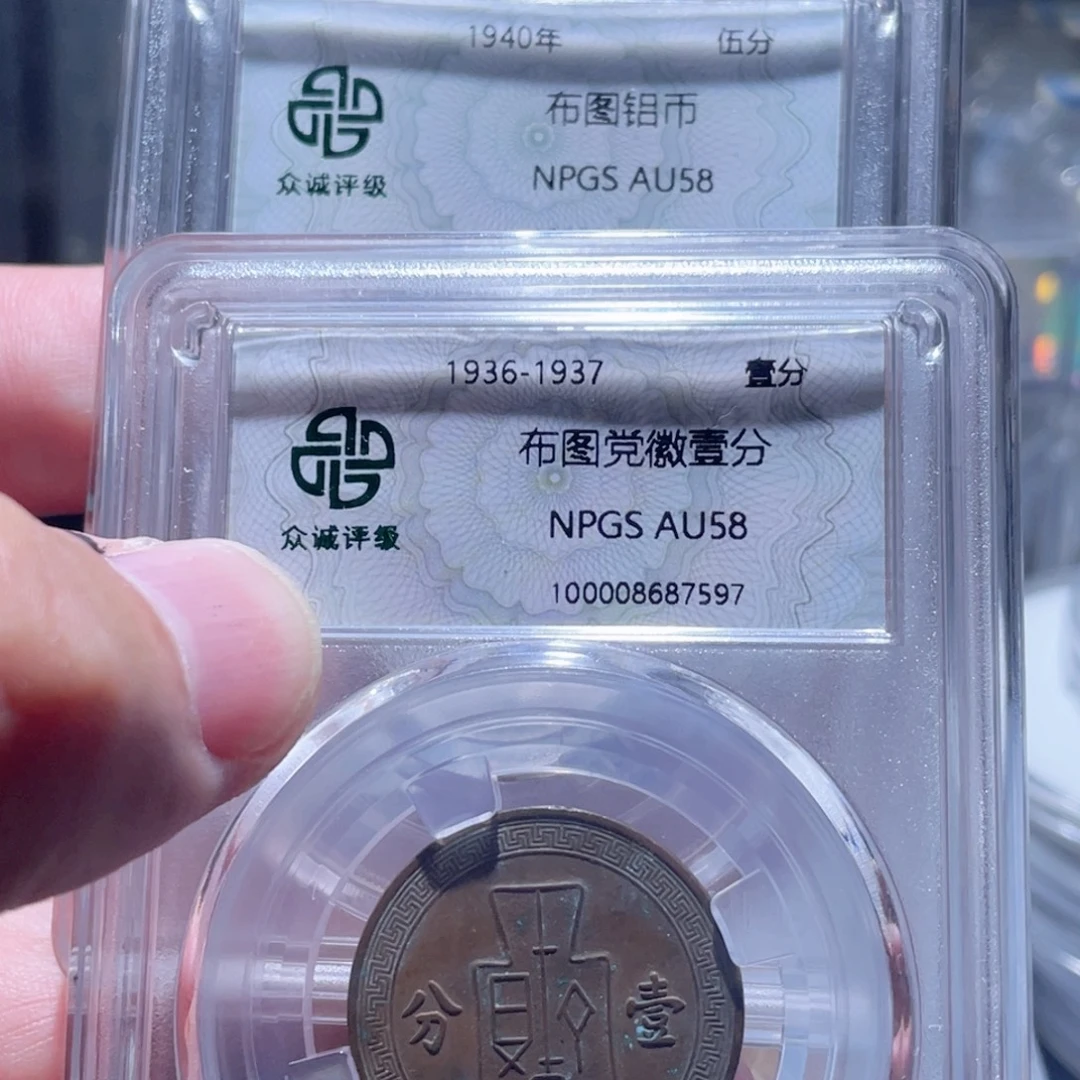 1940年 伍分
布图铝币
众诚评级
NPGS AU58
1936-1937 壹分
布图党徽壹分
众诚评级
NPGS AU58
100008687597
分 壹